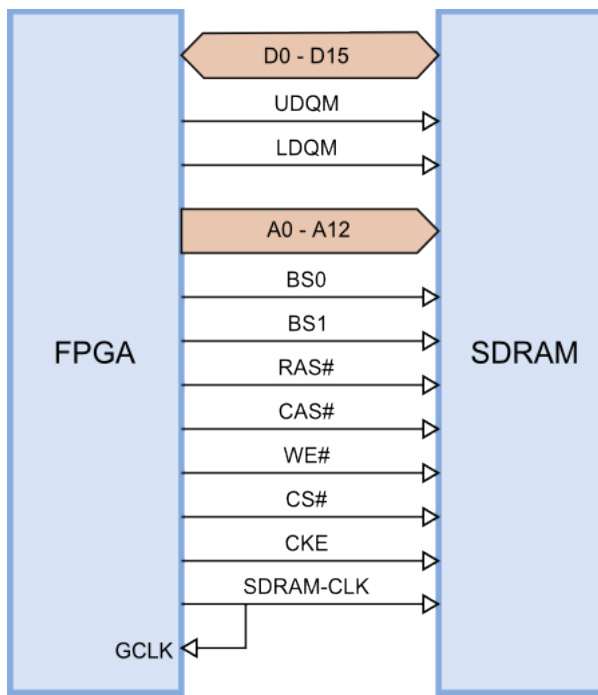 D0 - D15
UDQM
LDQM
A0 - A12
BS0
BS1
FPGA
SDRAM
RAS#
CAS#
WE#
CS#
CKE
SDRAM-CLK
GCLK